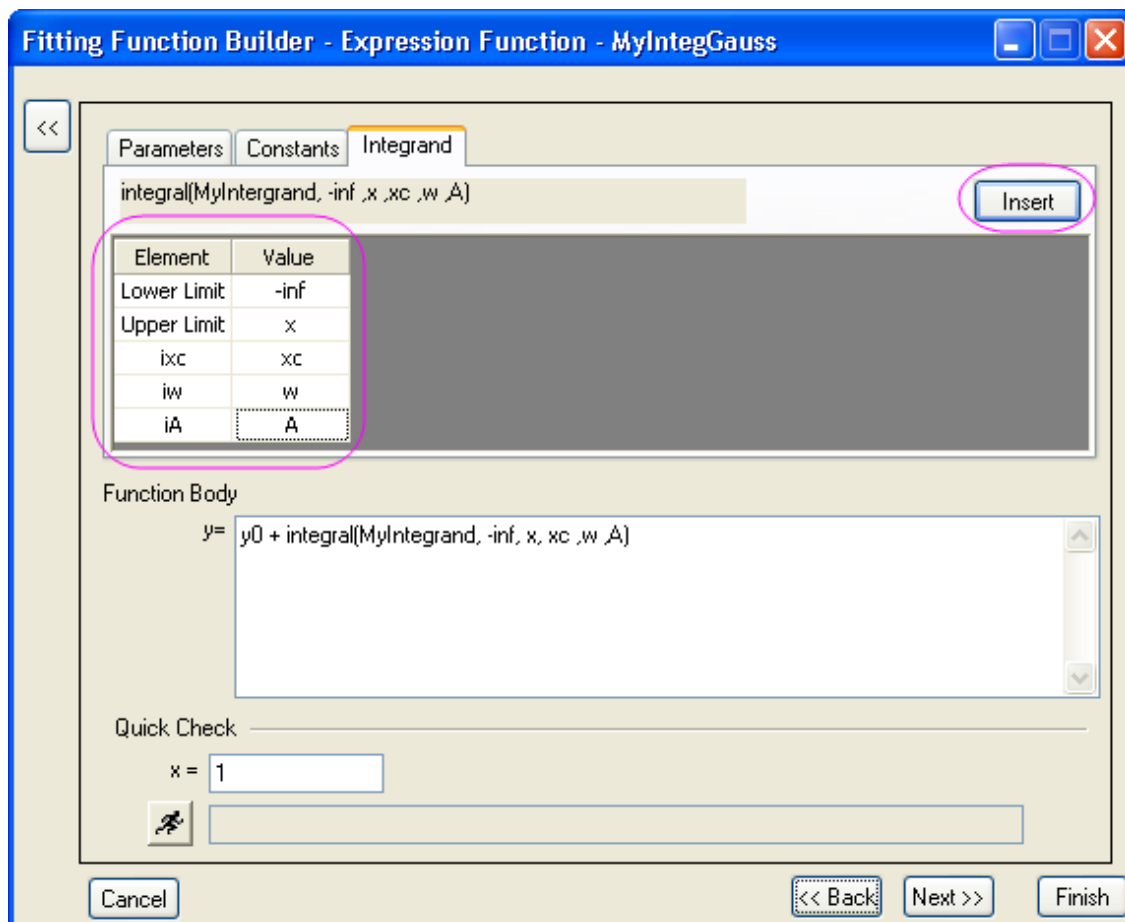 Fitting Function Builder - Expression Function - MyIntegGauss
<<
Parameters Constants Integrand
integral(MyIntergrand, -inf ,x ,xc ,w ,A)
Insert
Element Value
Lower Limit -inf
Upper Limit x
ixc xc
iw w
iA A
Function Body
y= y0 + integral(MyIntegrand, -inf, x, xc ,w ,A)
Quick Check
x = 1
Cancel << Back Next >> Finish